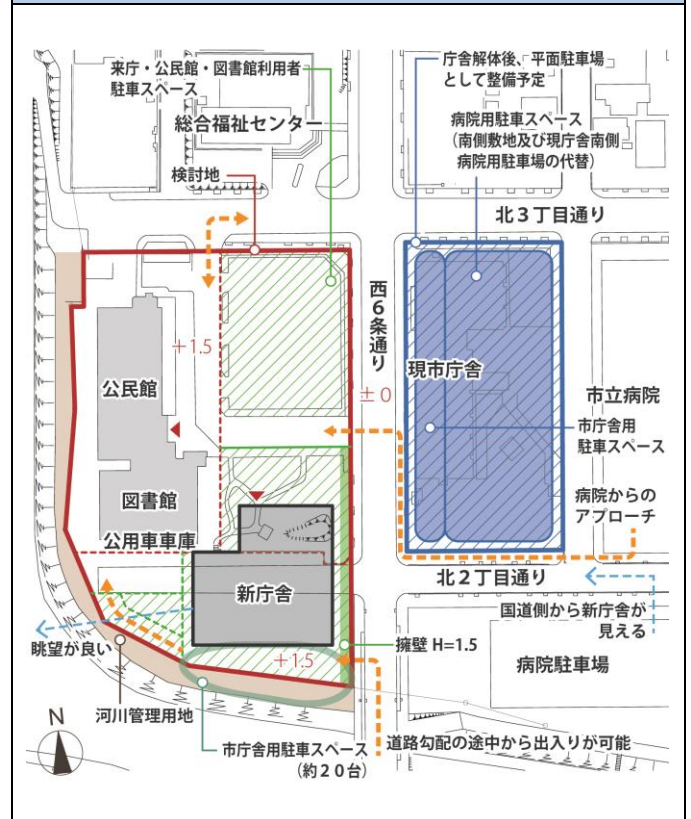 来庁・公民館・図書館利用者
駐車スペース
総合福祉センター
検討地
庁舎解体後、平面駐車場
として整備予定
病院用駐車スペース
(南側敷地及び現庁舎南側
病院用駐車場の代替)
北3丁目通り
西6条通り
+1.5
±0
公民館
現市庁舎
市立病院
市庁舎用
駐車スペース
図書館
公用車車庫
病院からの
アプローチ
新庁舎
北2丁目通り
国道側から新庁舎が
見える
眺望が良い
+1.5
擁壁 H=1.5
病院駐車場
N
河川管理用地
市庁舎用駐車スペース
(約20台)
道路勾配の途中から出入りが可能